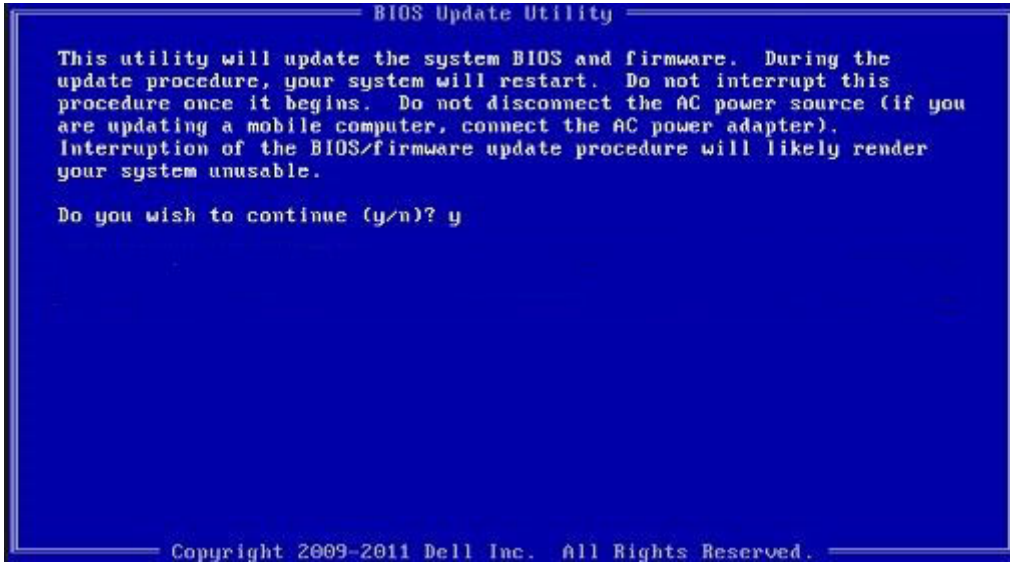 BIOS Update Utility
This utility will update the system BIOS and firmware. During the
update procedure, your system will restart. Do not interrupt this
procedure once it begins. Do not disconnect the AC power source (if you
are updating a mobile computer, connect the AC power adapter).
Interruption of the BIOS/firmware update procedure will likely render
your system unusable.
Do you wish to continue (y/n)? y
Copyright 2009-2011 Dell Inc. All Rights Reserved.